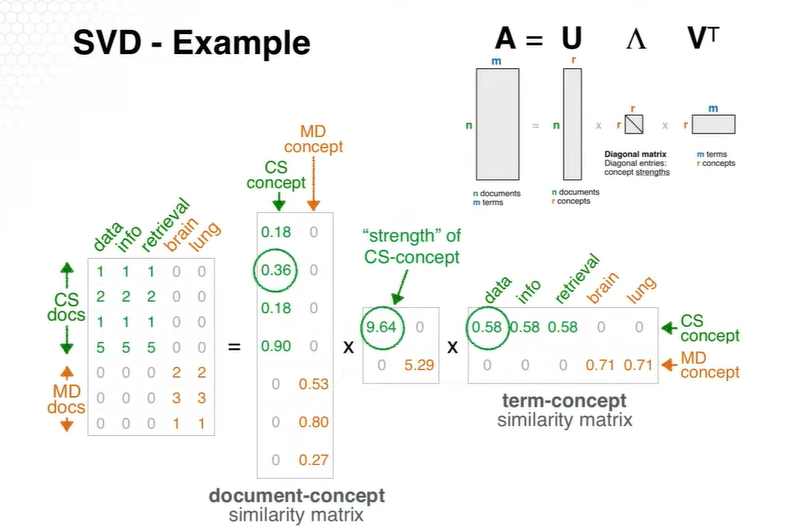 SVD - Example
A = U Λ Vᵀ
m
r
n
=
n
x
r
r
x
r
m
Diagonal matrix
Diagonal entries:
concept strengths
m terms
r concepts
n documents
m terms
n documents
r concepts
MD
concept
CS
concept
"strength" of
CS-concept
data
info
retrieval
brain
lung
CS
docs
MD
docs
1 1 1 0 0
2 2 2 0 0
1 1 1 0 0
5 5 5 0 0
0 0 0 2 2
0 0 0 3 3
0 0 0 1 1
=
0.18 0
0.36 0
0.18 0
0.90 0
0 0.53
0 0.80
0 0.27
x
9.64 0
0 5.29
x
data
info
retrieval
brain
lung
0.58 0.58 0.58 0 0
0 0 0 0.71 0.71
CS
concept
MD
concept
term-concept
similarity matrix
document-concept
similarity matrix